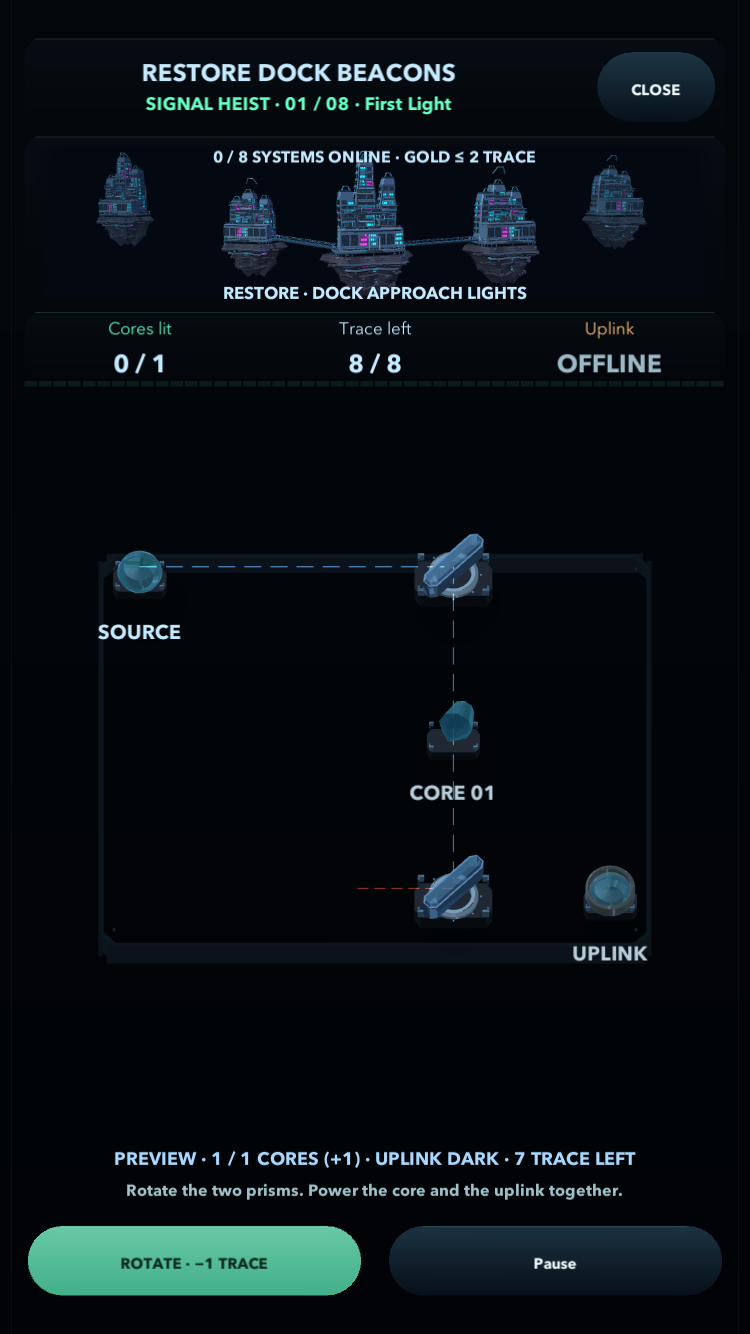 RESTORE DOCK BEACONS
SIGNAL HEIST · 01 / 08 · First Light
CLOSE
0 / 8 SYSTEMS ONLINE · GOLD ≤ 2 TRACE
RESTORE · DOCK APPROACH LIGHTS
Cores lit
Trace left
Uplink
0 / 1
8 / 8
OFFLINE
SOURCE
CORE 01
UPLINK
PREVIEW · 1 / 1 CORES (+1) · UPLINK DARK · 7 TRACE LEFT
Rotate the two prisms. Power the core and the uplink together.
ROTATE · −1 TRACE
Pause